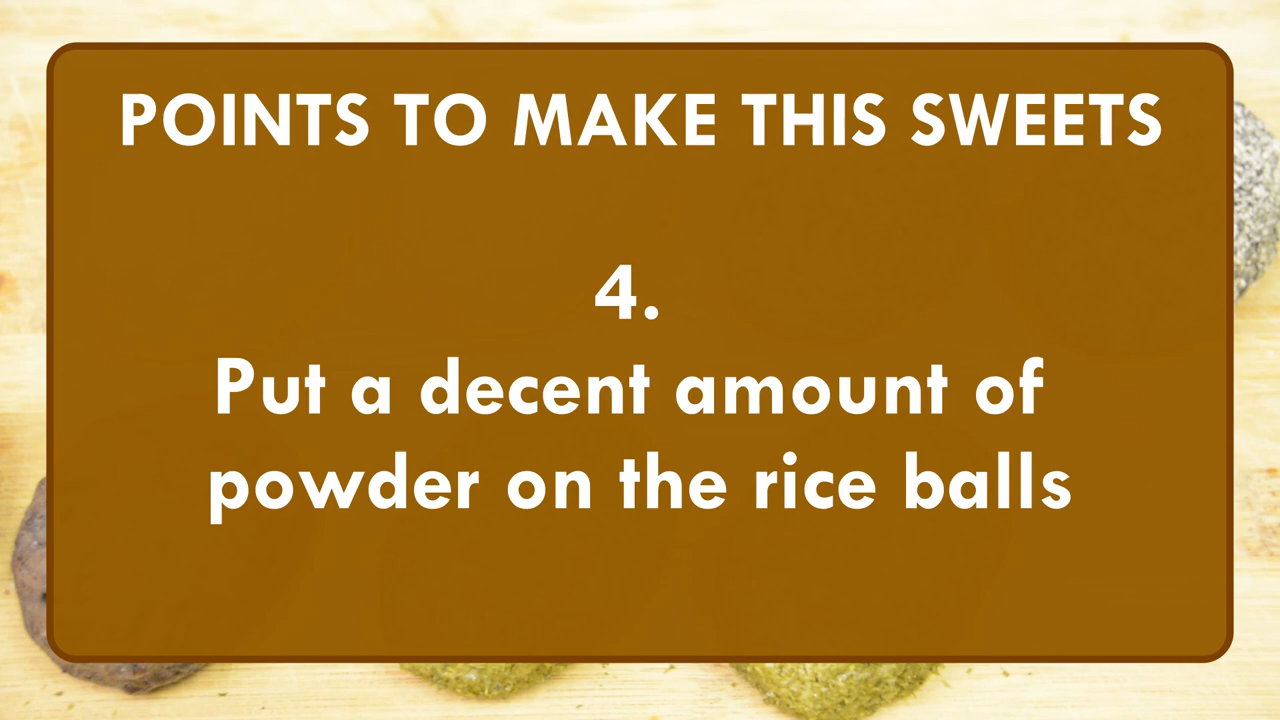 POINTS TO MAKE THIS SWEETS
4.
Put a decent amount of
powder on the rice balls